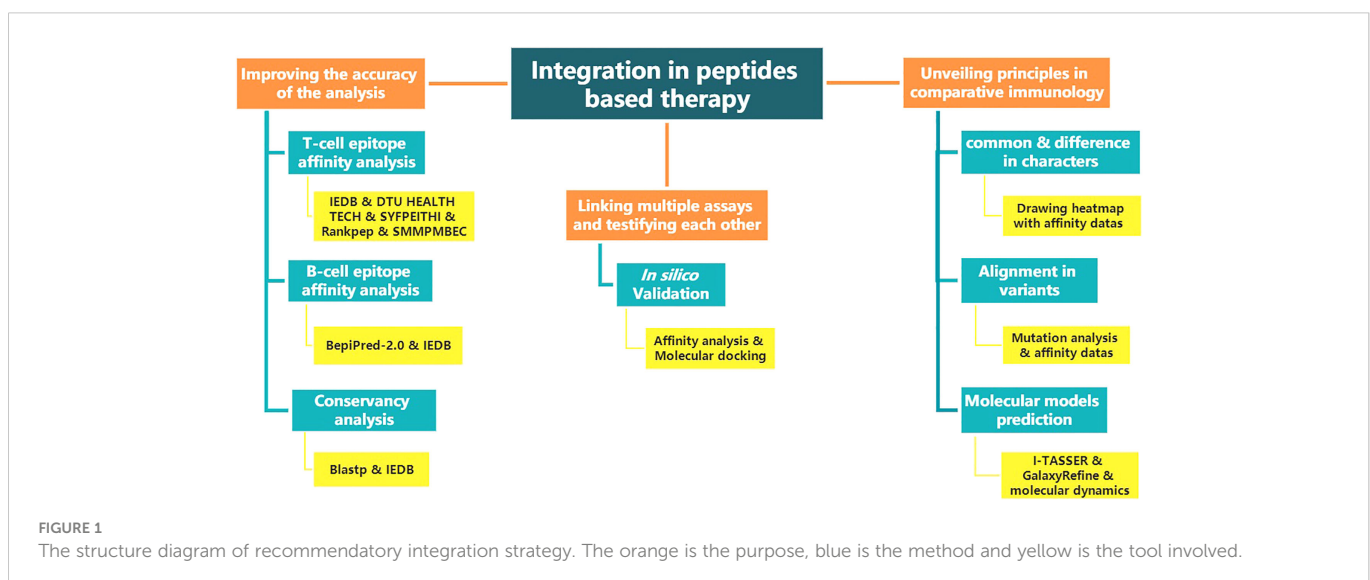 Integration in peptides
based therapy
Improving the accuracy
of the analysis
T-cell epitope
affinity analysis
IEDB & DTU HEALTH
TECH & SYFPEITHI &
Rankpep & SMMPMBEC
B-cell epitope
affinity analysis
BepiPred-2.0 & IEDB
Conservancy
analysis
Blastp & IEDB
Linking multiple assays
and testifying each other
In silico
Validation
Affinity analysis &
Molecular docking
Unveiling principles in
comparative immunology
common & difference
in characters
Drawing heatmap
with affinity datas
Alignment in
variants
Mutation analysis
& affinity datas
Molecular models
prediction
I-TASSER &
GalaxyRefine &
molecular dynamics
FIGURE 1
The structure diagram of recommendatory integration strategy. The orange is the purpose, blue is the method and yellow is the tool involved.